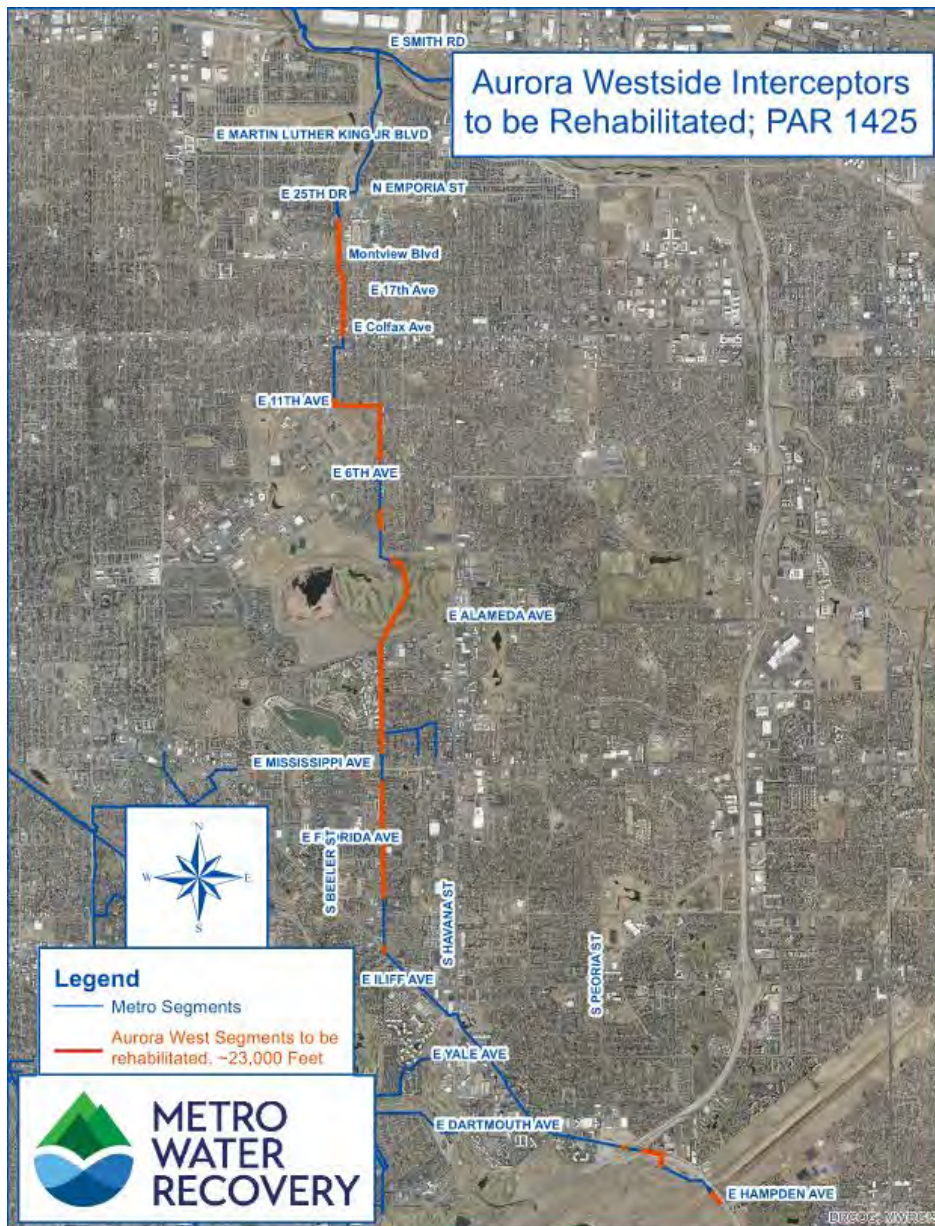 E SMITH RD
Aurora Westside Interceptors
to be Rehabilitated; PAR 1425
E MARTIN LUTHER KING JR BLVD
E 25TH DR
N EMPORIA ST
Montview Blvd
E 17th Ave
E Colfax Ave
E 11TH AVE
E 6TH AVE
E ALAMEDA AVE
E MISSISSIPPI AVE
E FLORIDA AVE
S BEELER ST
S HAVANA ST
S PEORIA ST
N
W E
S
E ILIFF AVE
Legend
Metro Segments
Aurora West Segments to be
rehabilitated, ~23,000 Feet
E YALE AVE
E DARTMOUTH AVE
E HAMPDEN AVE
METRO
WATER
RECOVERY